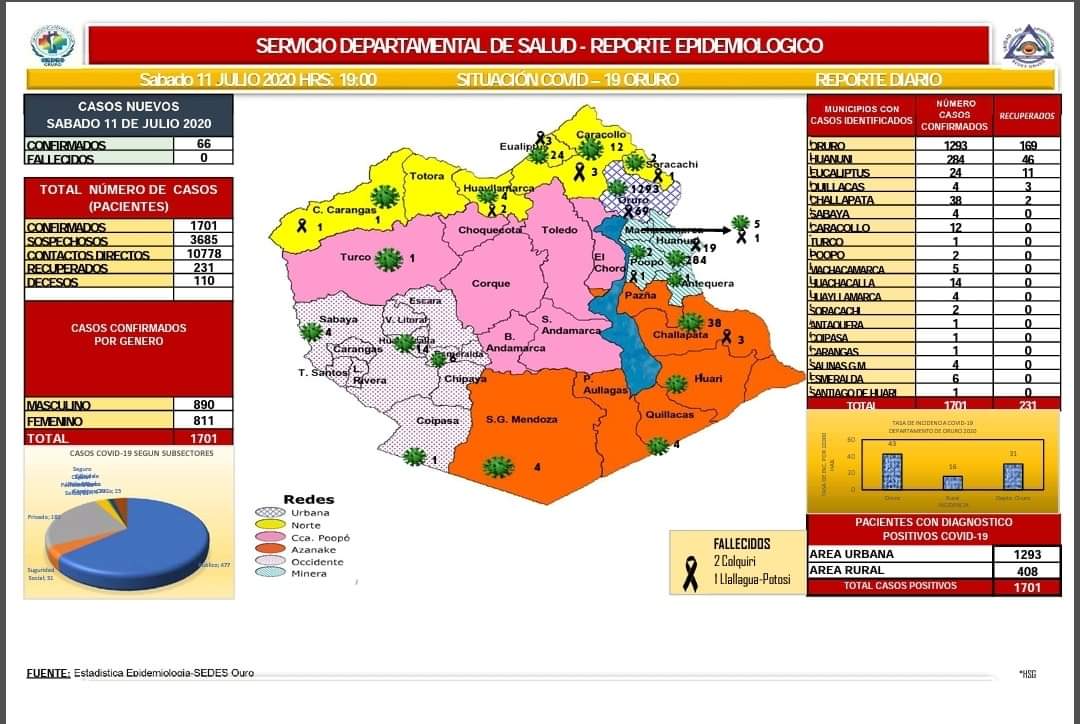 SERVICIO DEPARTAMENTAL DE SALUD - REPORTE EPIDEMIOLOGICO
Sabado 11 JULIO 2020 HRS: 19:00 SITUACIÓN COVID – 19 ORURO REPORTE DIARIO
CASOS NUEVOS
SABADO 11 DE JULIO 2020
CONFIRMADOS 66
FALLECIDOS 0
TOTAL NÚMERO DE CASOS
(PACIENTES)
CONFIRMADOS 1701
SOSPECHOSOS 3685
CONTACTOS DIRECTOS 10778
RECUPERADOS 231
DECESOS 110
CASOS CONFIRMADOS
POR GENERO
MASCULINO 890
FEMENINO 811
TOTAL 1701
CASOS COVID-19 SEGUN SUBSECTORES
Seguro
Privado,
Seguridad
Social, 51
477
Eualiptus 3
24
Caracollo
12
3
Soracachi
2
1
Totora
Huayllamarca
4
2
C. Carangas
1
1
1293
Oruro
69
Choquecota
Toledo
Machacamarca
5
1
Huanuni
19
284
2
Poopó
1
Antequera
1
El
Choro
Turco
1
Corque
Pazña
Escara
V. Litoral
Sabaya
4
S.
Andamarca
B.
Andamarca
Challapata
38
3
14
Carangas
Esmeralda
6
T. Santos
L.
Rivera
Chipaya
P.
Aullagas
Huari
Coipasa
1
S.G. Mendoza
4
Quillacas
4
Redes
Urbana
Norte
Cca. Poopó
Azanake
Occidente
Minera
FALLECIDOS
2 Colquiri
1 Llallagua-Potosi
MUNICIPIOS CON CASOS IDENTIFICADOS NÚMERO CASOS CONFIRMADOS RECUPERADOS
ORURO 1293 169
HUANUNI 284 46
EUCALIPTUS 24 11
QUILLACAS 4 3
CHALLAPATA 38 2
SABAYA 4 0
CARACOLLO 12 0
TURCO 1 0
POOPO 2 0
MACHACAMARCA 5 0
HUACHACALLA 14 0
HUAYLLAMARCA 4 0
SORACACHI 2 0
ANTAQUERA 1 0
COIPASA 1 0
CARANGAS 1 0
SALINAS G.M 4 0
ESMERALDA 6 0
SANTIAGO DE HUARI 1 0
TOTAL 1701 231
TASA DE INCIDENCIA COVID-19
DEPARTAMENTO DE ORURO 2020
60
40
20
0
43
16
31
Oruro Rural Depto. Oruro
INCIDENCIA
PACIENTES CON DIAGNOSTICO
POSITIVOS COVID-19
AREA URBANA 1293
AREA RURAL 408
TOTAL CASOS POSITIVOS 1701
FUENTE: Estadistica Epidemiologia-SEDES Ouro
*HSG